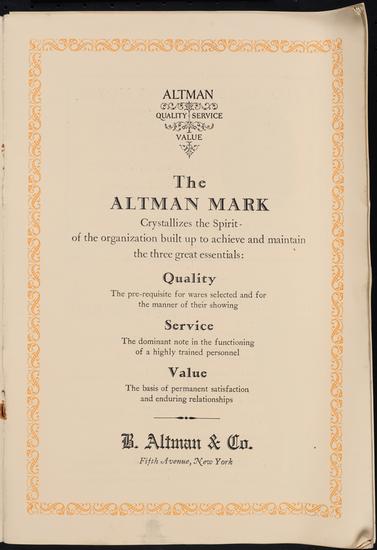 ALTMAN
QUALITY SERVICE
VALUE
The
ALTMAN MARK
Crystallizes the Spirit-
of the organization built up to achieve and maintain
the three great essentials:
Quality
The pre-requisite for wares selected and for
the manner of their showing
Service
The dominant note in the functioning
of a highly trained personnel
Value
The basis of permanent satisfaction
and enduring relationships
B. Altman & Co.
Fifth Avenue, New York